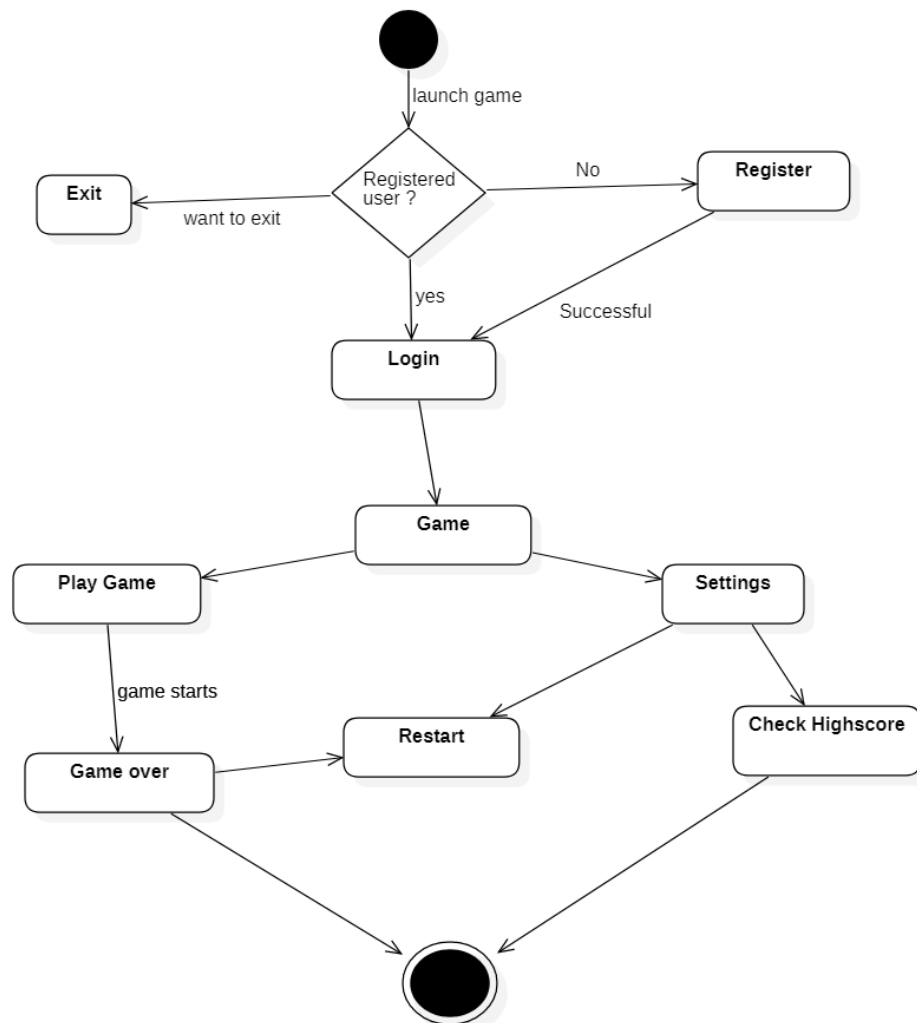 launch game
Registered
user ?
No
Register
Exit
want to exit
yes
Successful
Login
Game
Play Game
Settings
game starts
Restart
Check Highscore
Game over